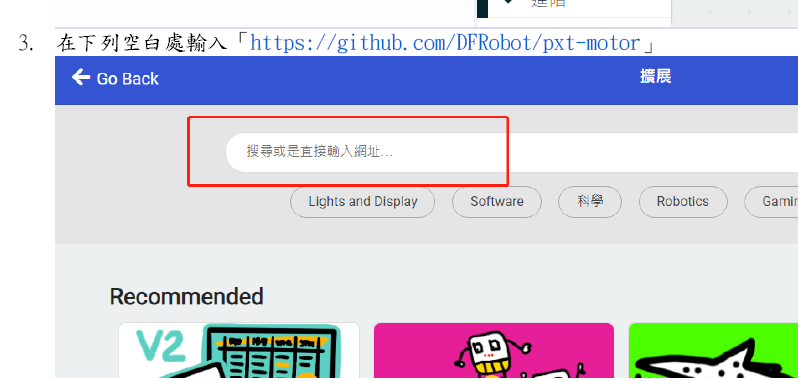 進階
3. 在下列空白處輸入「https://github.com/DFRobot/pxt-motor」
Go Back
擴展
搜尋或是直接輸入網址...
Lights and Display
Software
科學
Robotics
Recommended
V2